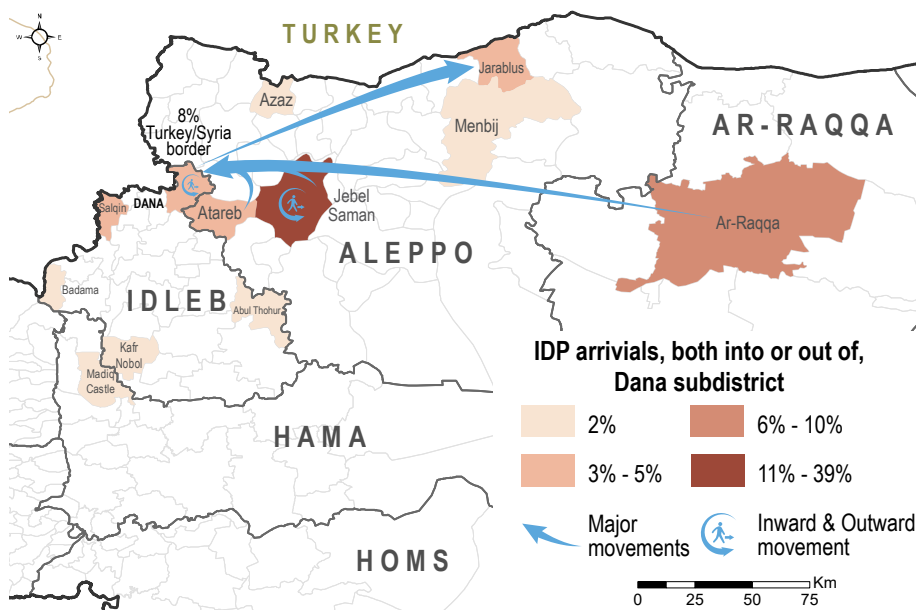 N
W
E
S
TURKEY
Jarablus
Azaz
8%
Turkey/Syria
border
Menbij
AR-RAQQA
DANA
Salqin
Atareb
Jebel
Saman
Ar-Raqqa
ALEPPO
Badama
IDLEB
Abul Thohur
Kafr
Nobol
Madiq
Castle
HAMA
HOMS
IDP arrivials, both into or out of,
Dana subdistrict
2%
6% - 10%
3% - 5%
11% - 39%
Major
movements
Inward & Outward
movement
Km
0 25 50 75